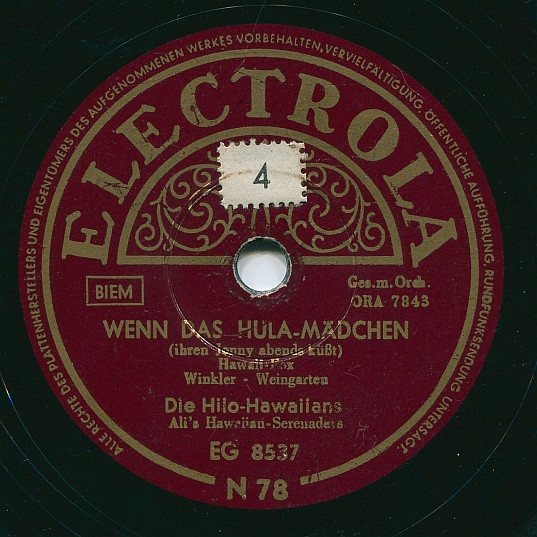 ALLE RECHTE DES PLATTENHERSTELLERS UND EIGENTÜMERS DES AUFGENOMMENEN WERKES VORBEHALTEN, VERVIELFÄLTIGUNG, ÖFFENTLICHE AUFFÜHRUNG, RUNDFUNKSENDUNG UNTERSAGT.
ELECTROLA
4
BIEM
Ges.m.Orch.
ORA 7843
WENN DAS HULA-MÄDCHEN
(ihren Jonny abends küßt)
Hawaii-Fox
Winkler - Weingarten
Die Hilo-Hawaiians
Ali's Hawaiian-Serenaders
EG 8537
N 78